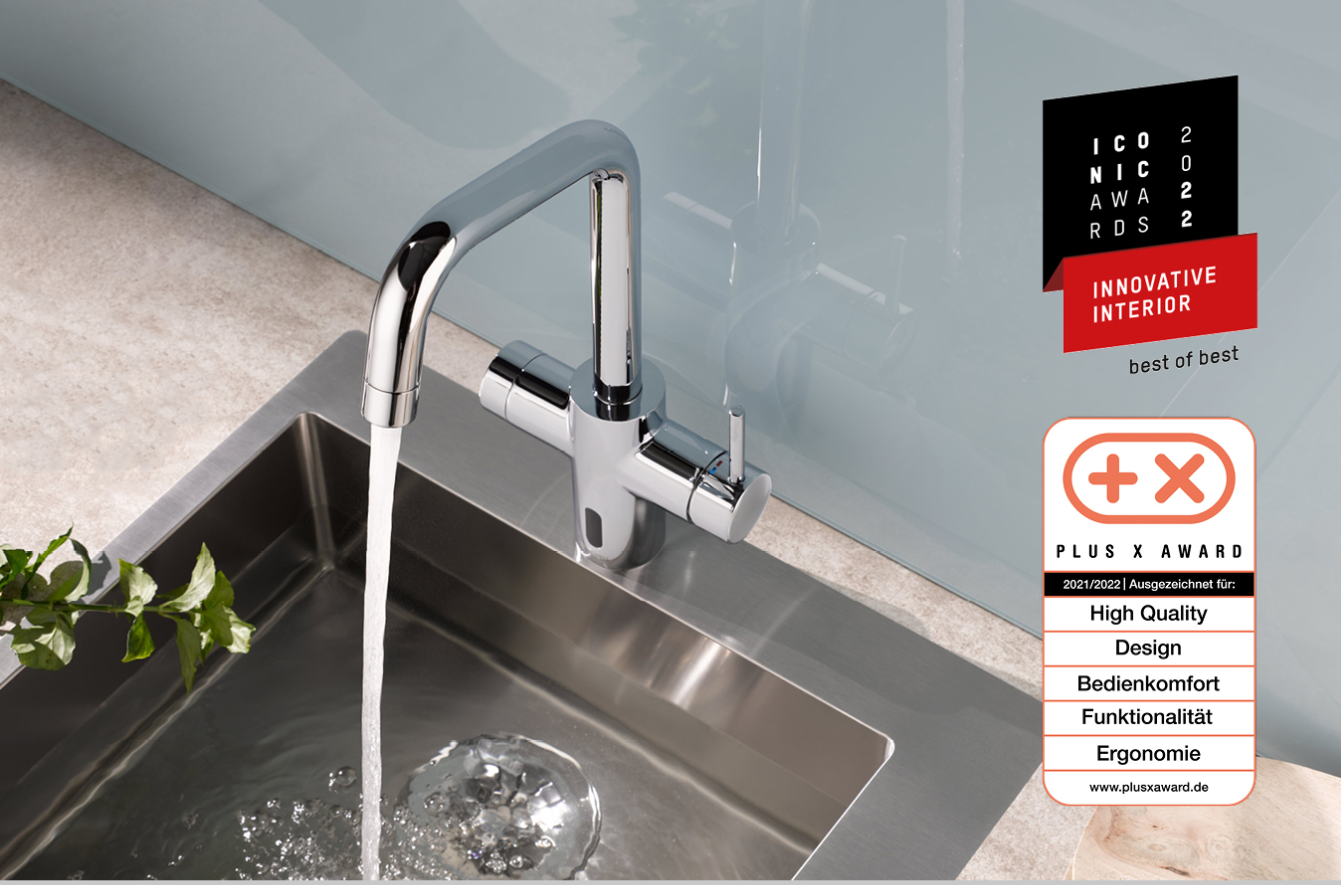 ICO 2
NIC 0
AWA 2
RDS 2
INNOVATIVE
INTERIOR
best of best
PLUS X AWARD
2021/2022 | Ausgezeichnet für:
High Quality
Design
Bedienkomfort
Funktionalität
Ergonomie
www.plusxaward.de